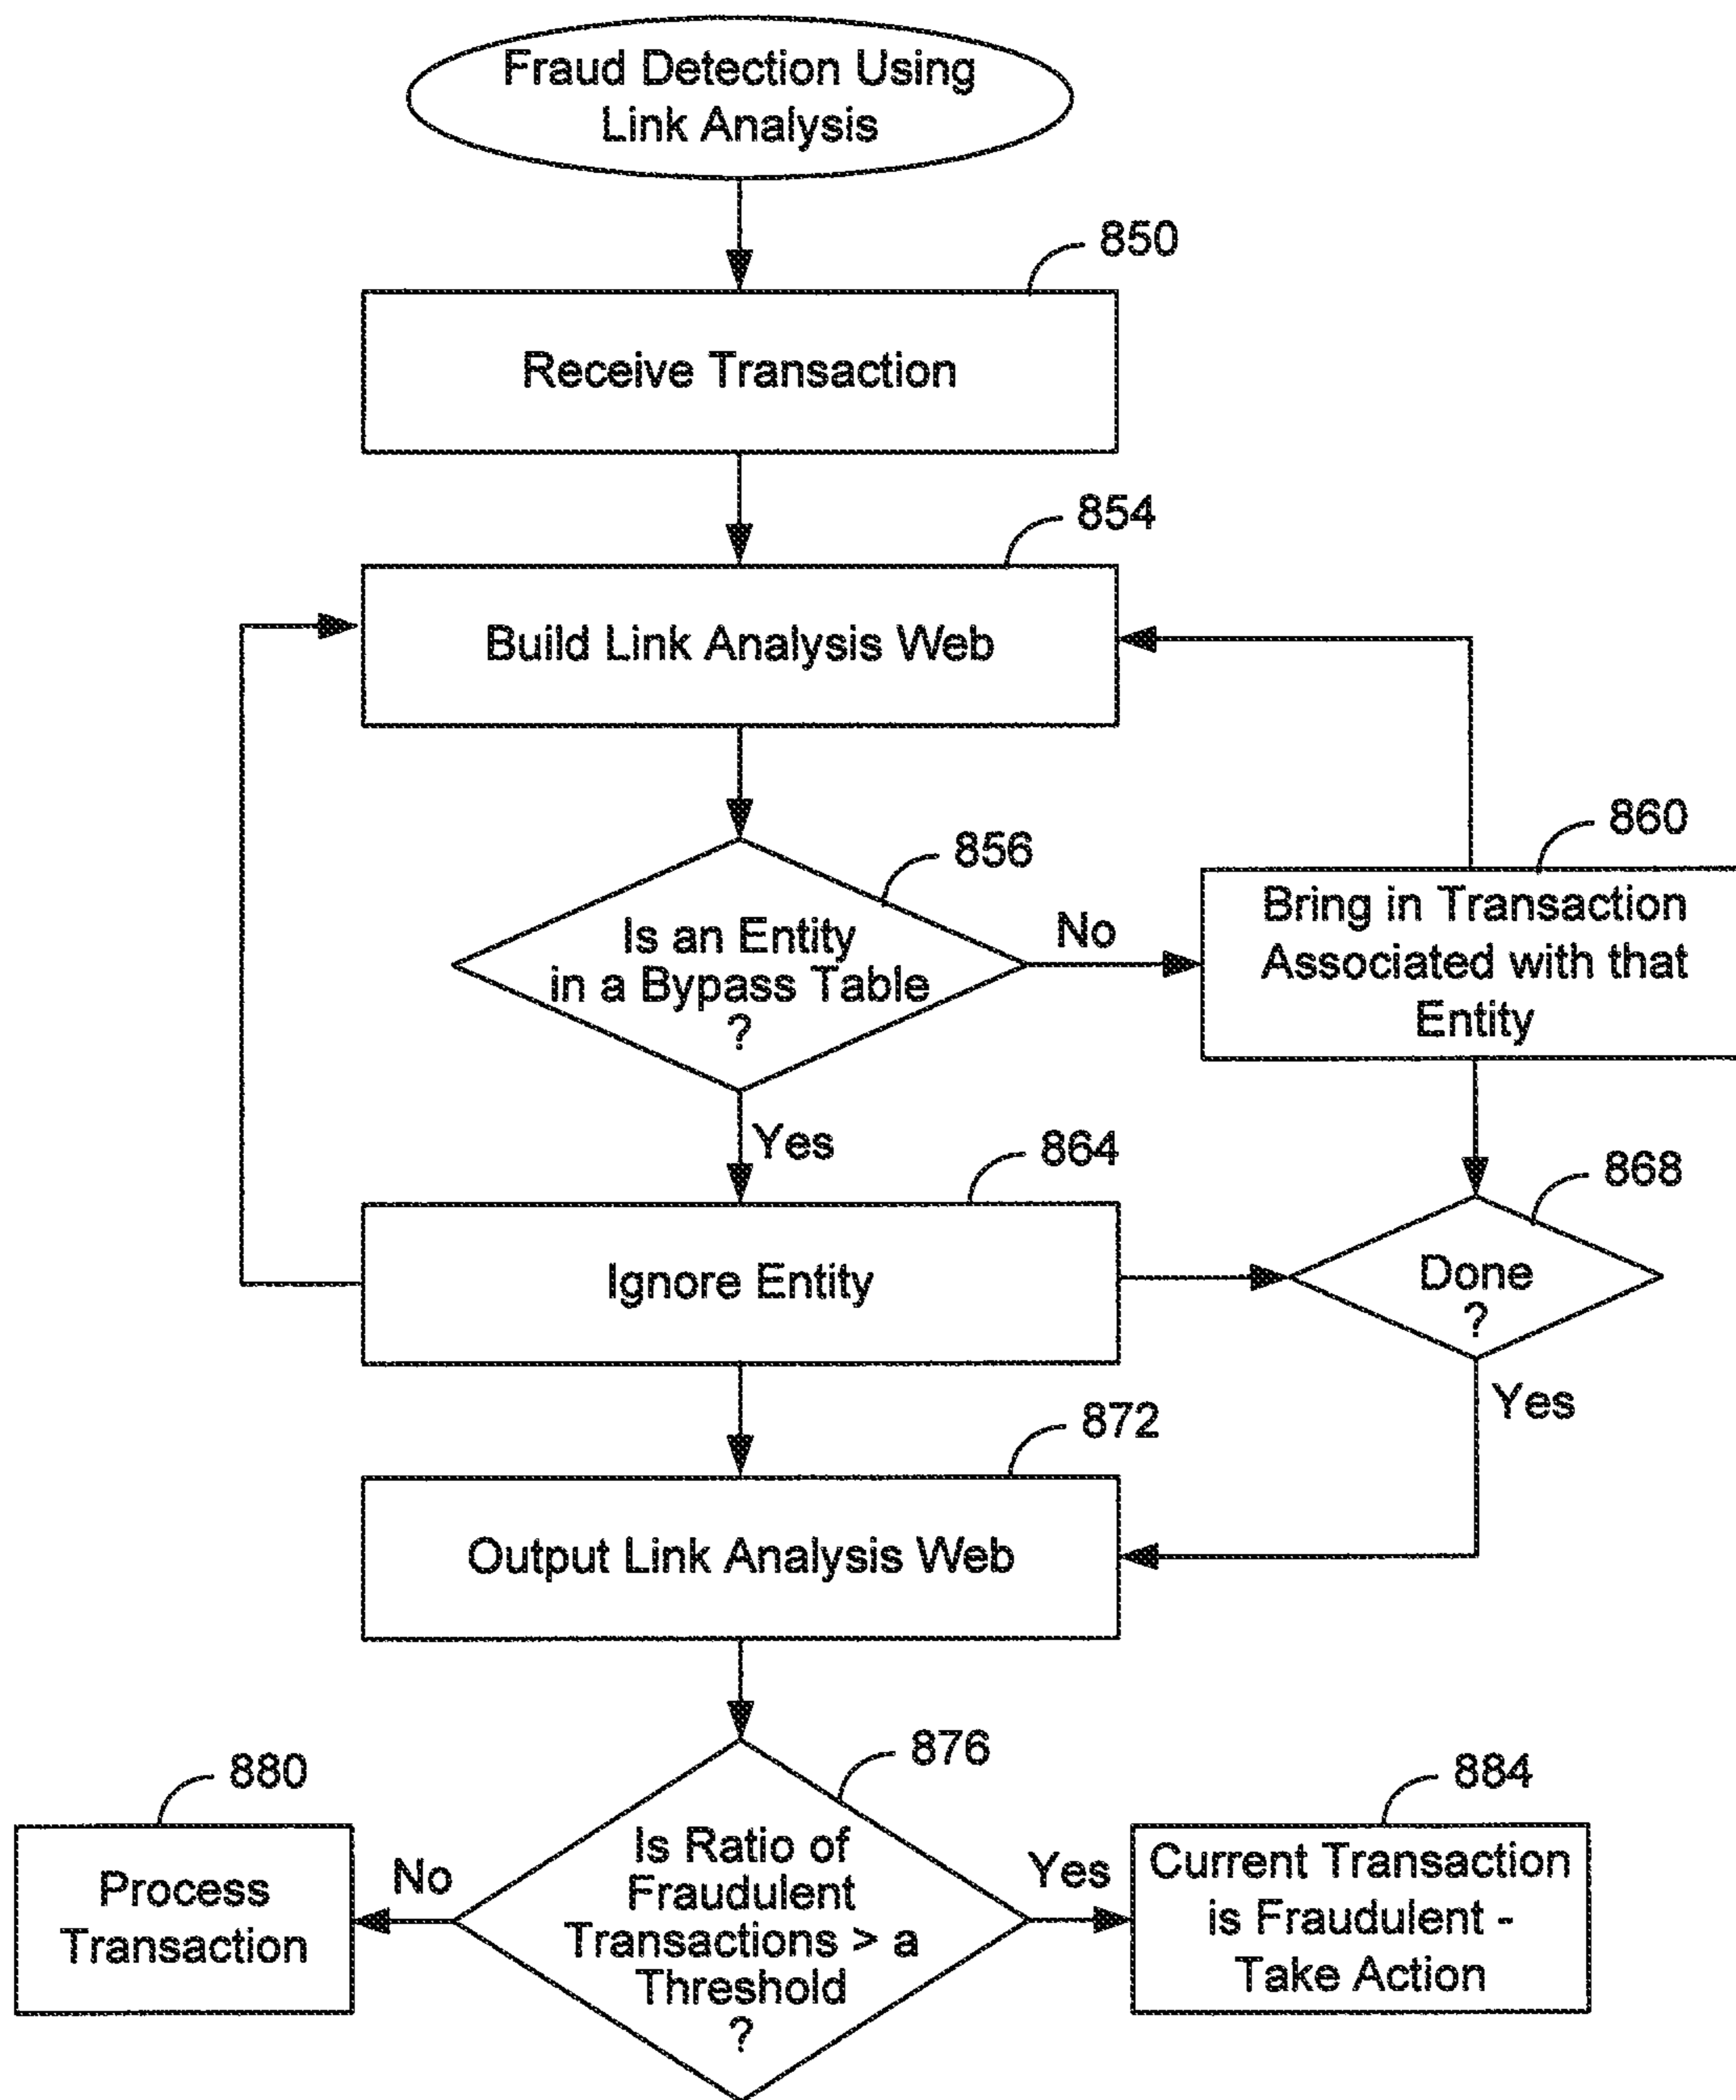 Fraud Detection Using
Link Analysis
850
Receive Transaction
854
Build Link Analysis Web
856
Is an Entity
in a Bypass Table
?
No
860
Bring in Transaction
Associated with that
Entity
Yes
864
Ignore Entity
868
Done
?
Yes
872
Output Link Analysis Web
876
Is Ratio of
Fraudulent
Transactions > a
Threshold
?
No
880
Process
Transaction
Yes
884
Current Transaction
is Fraudulent -
Take Action